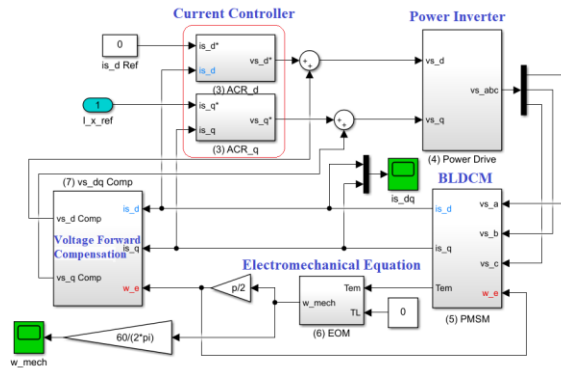 Current Controller
Power Inverter
0
is_d Ref
is_d*
is_d
vs_d*
(3) ACR_d
1
I_x_ref
is_q*
is_q
vs_q*
(3) ACR_q
+
+
+
+
vs_d
vs_q
vs_abc
(4) Power Drive
(7) vs_dq Comp
vs_d Comp
vs_q Comp
is_d
is_q
w_e
Voltage Forward
Compensation
is_dq
BLDCM
is_d
is_q
Tem
vs_a
vs_b
vs_c
w_e
(5) PMSM
Electromechanical Equation
p/2
w_mech
Tem
TL
(6) EOM
0
60/(2*pi)
w_mech